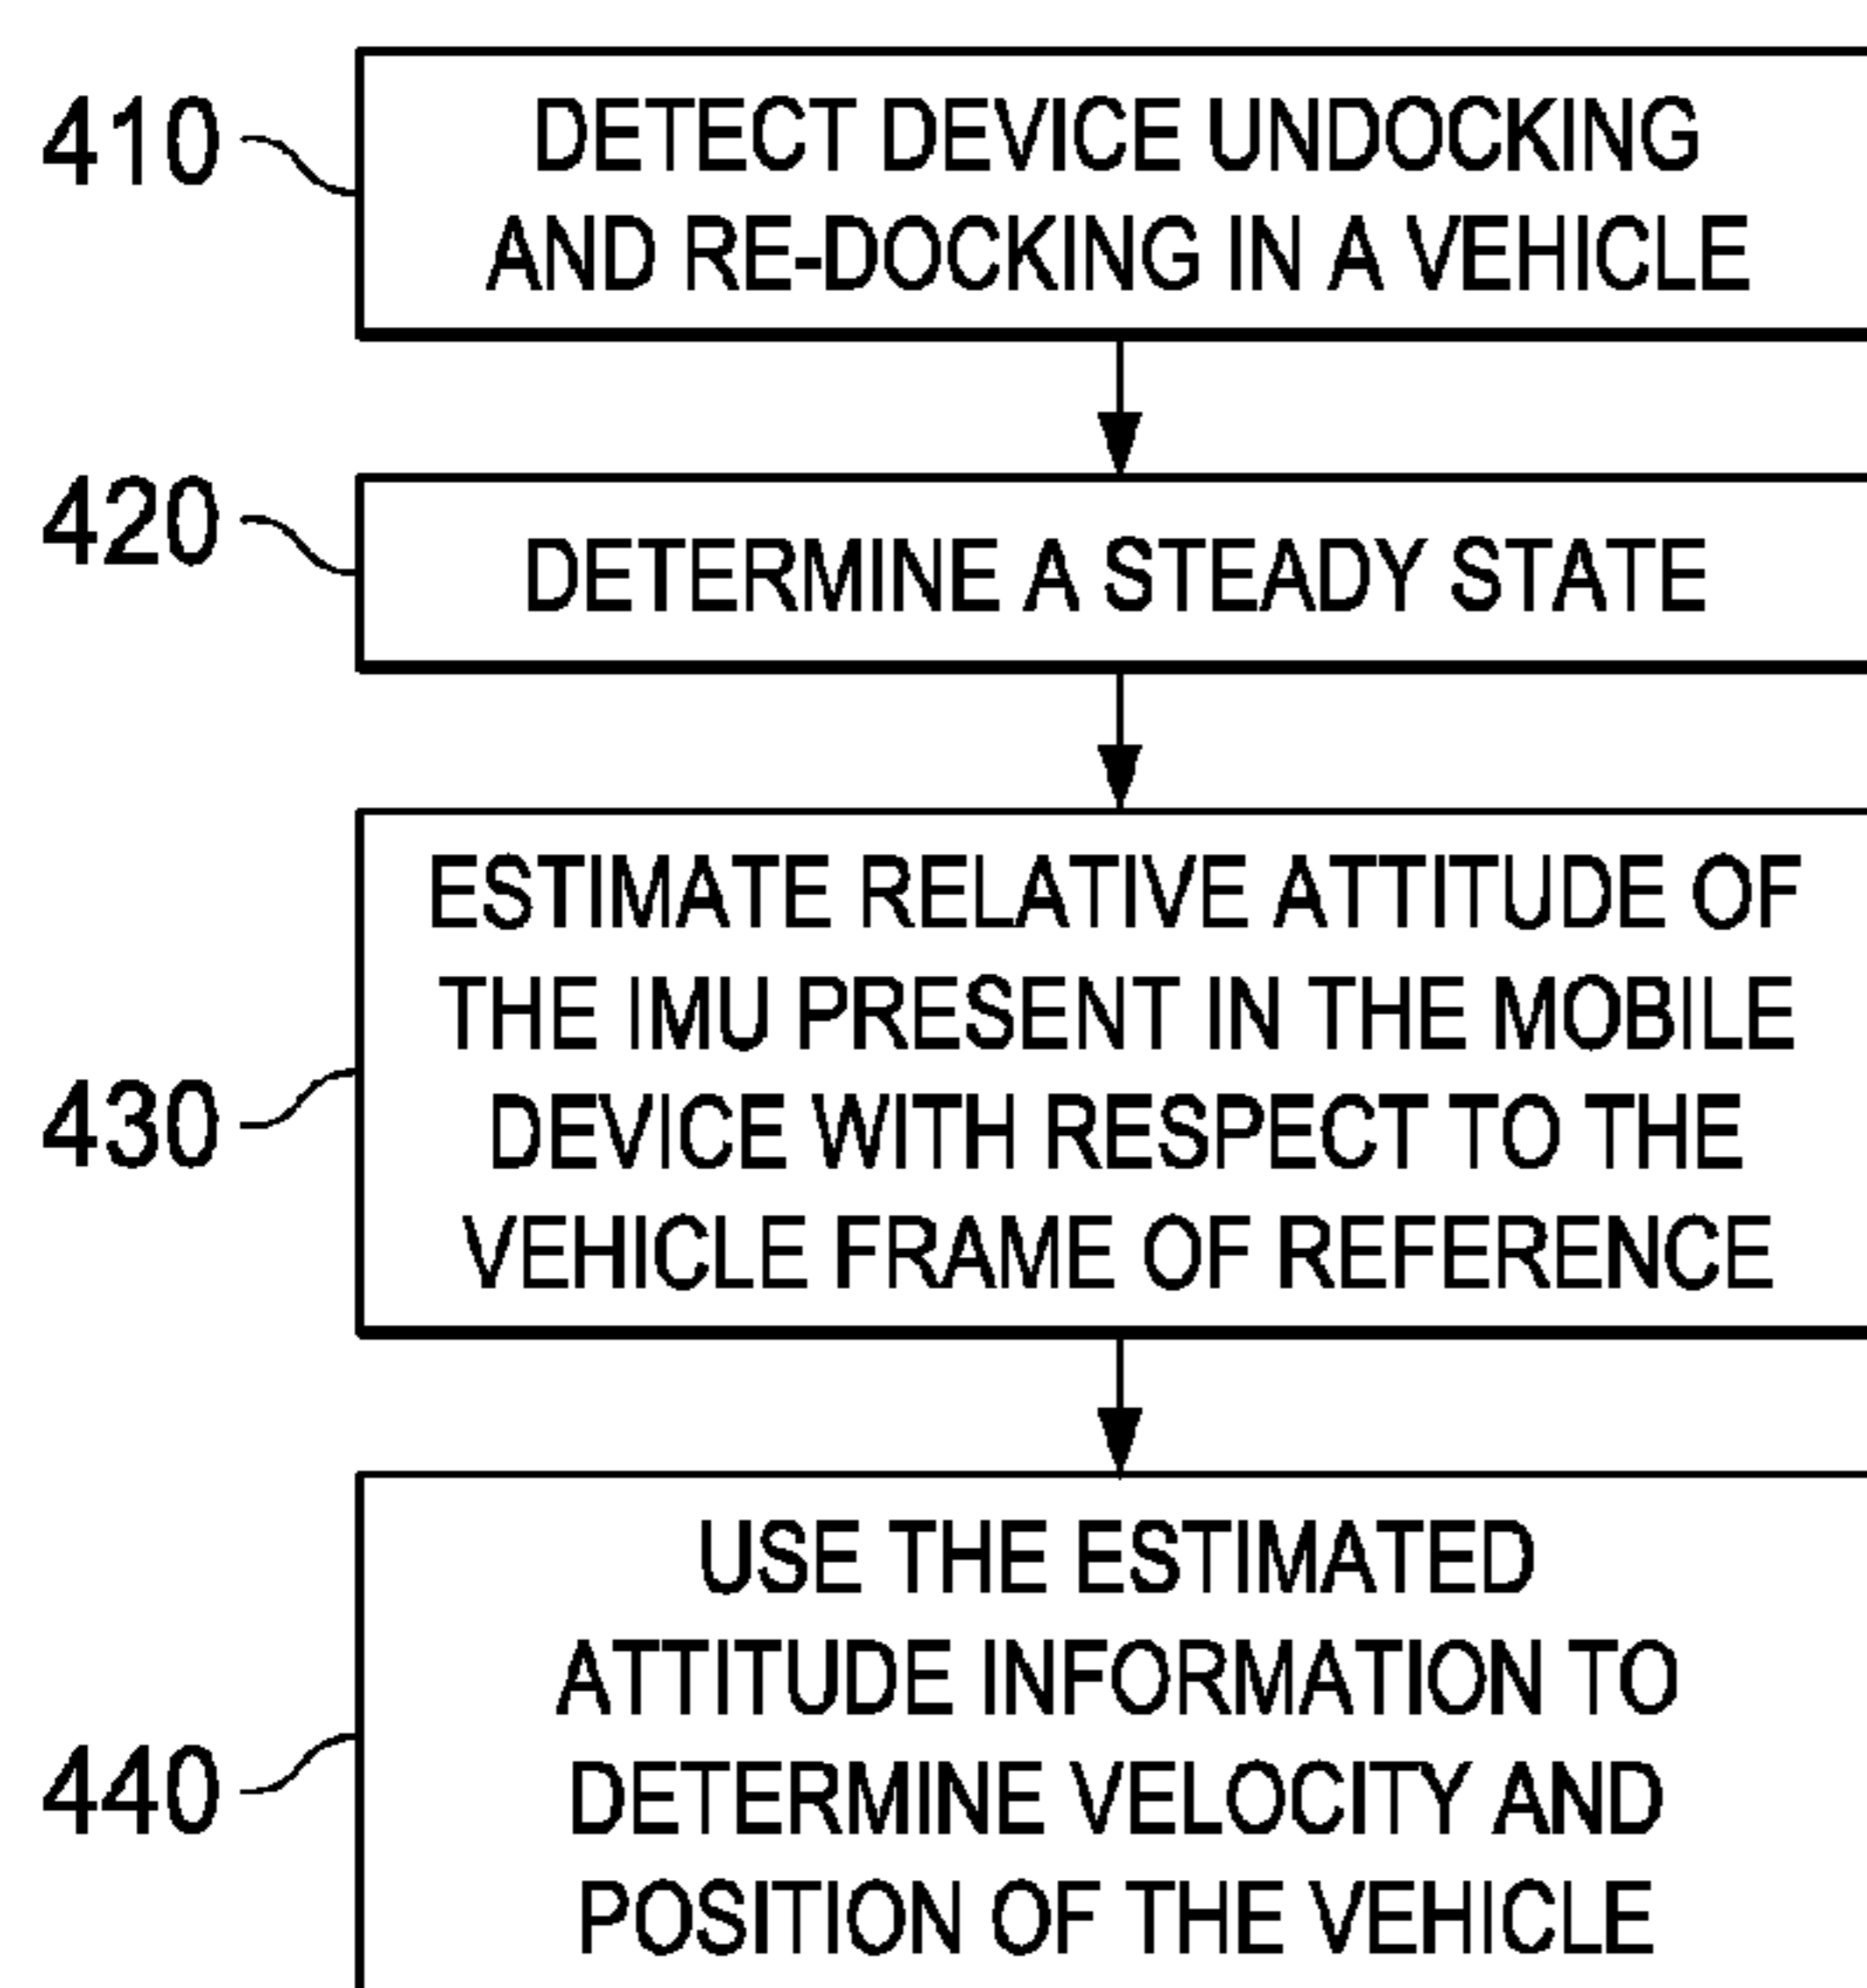 410
DETECT DEVICE UNDOCKING
AND RE-DOCKING IN A VEHICLE
420
DETERMINE A STEADY STATE
430
ESTIMATE RELATIVE ATTITUDE OF
THE IMU PRESENT IN THE MOBILE
DEVICE WITH RESPECT TO THE
VEHICLE FRAME OF REFERENCE
440
USE THE ESTIMATED
ATTITUDE INFORMATION TO
DETERMINE VELOCITY AND
POSITION OF THE VEHICLE